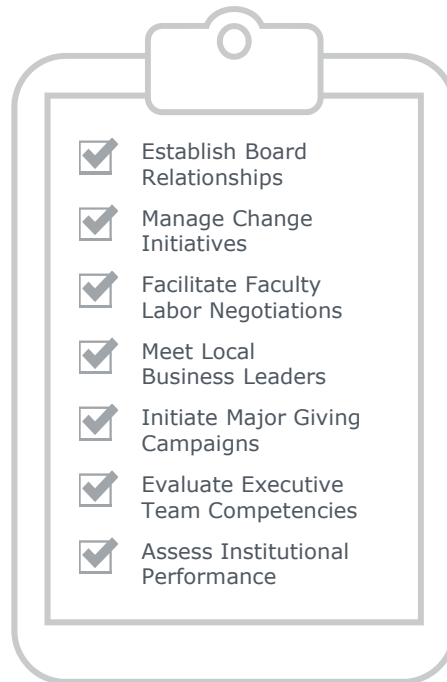 Establish Board
Relationships
Manage Change
Initiatives
Facilitate Faculty
Labor Negotiations
Meet Local
Business Leaders
Initiate Major Giving
Campaigns
Evaluate Executive
Team Competencies
Assess Institutional
Performance